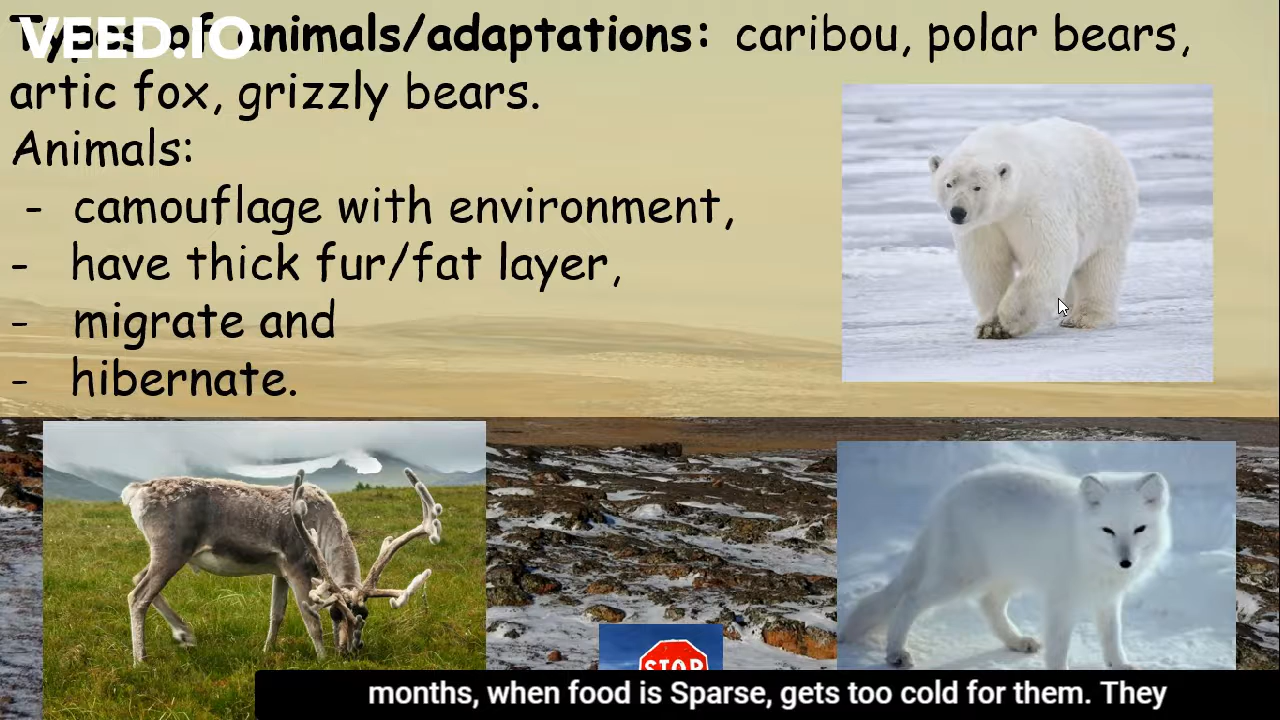 VEED.IO
Types of animals/adaptations: caribou, polar bears,
artic fox, grizzly bears.
Animals:
- camouflage with environment,
- have thick fur/fat layer,
- migrate and
- hibernate.
STOP
months, when food is Sparse, gets too cold for them. They